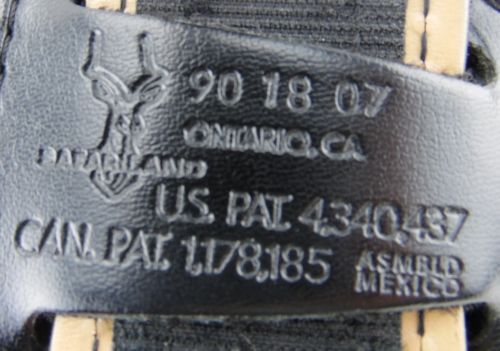 90 18 07
ONTARIO, CA
SAFARILAND
U.S. PAT. 4,340,437
CAN. PAT. 1,178,185
ASMBLD
MEXICO